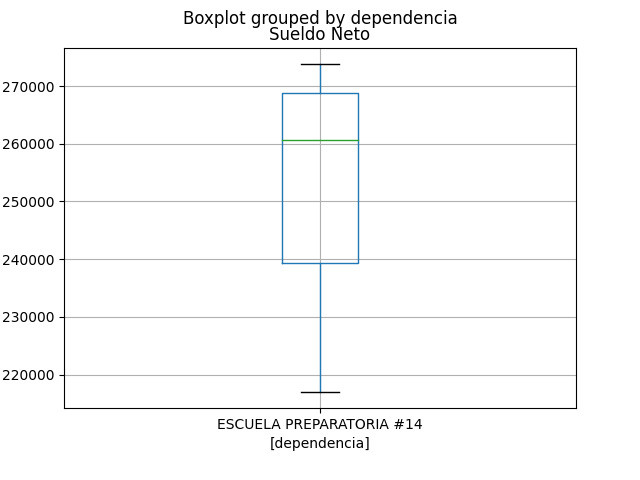 Boxplot grouped by dependencia
Sueldo Neto
270000
260000
250000
240000
230000
220000
ESCUELA PREPARATORIA #14
[dependencia]